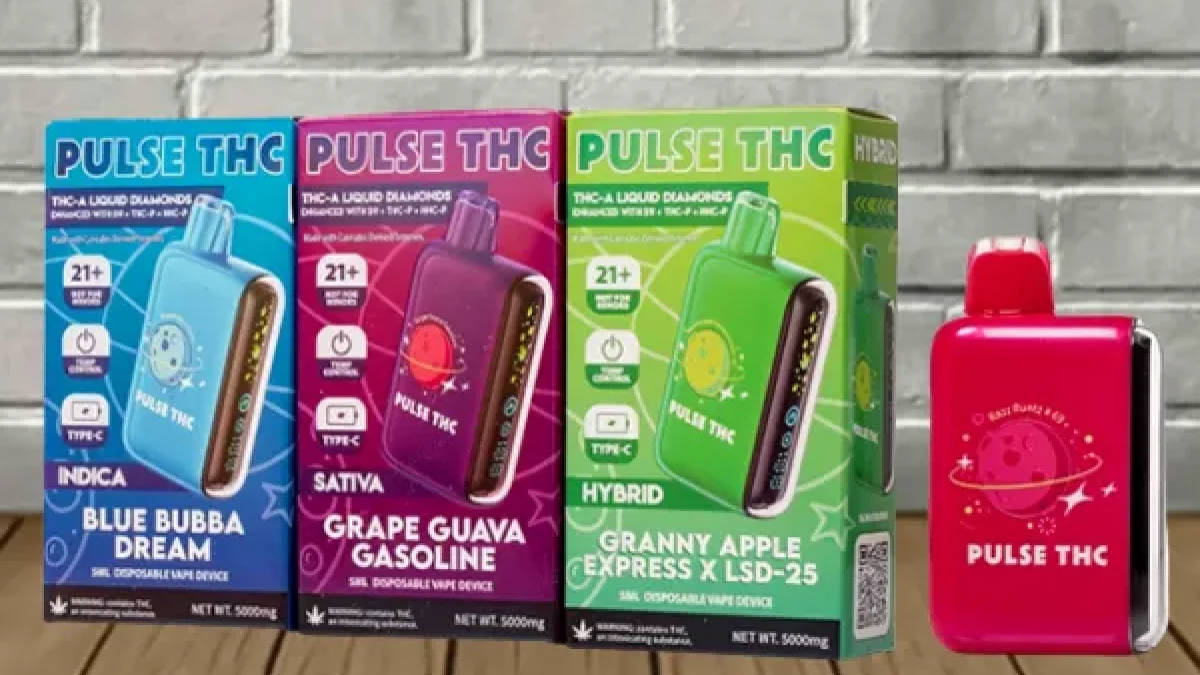 PULSE THC
THC-A LIQUID DIAMONDS
ENHANCED WITH D9 + THC-P + HHC-P
21+
NOT FOR
MINORS
TEMP
CONTROL
TYPE-C
PULSE THC
INDICA
BLUE BUBBA
DREAM
5ML DISPOSABLE VAPE DEVICE
WARNING: contains THC,
an intoxicating substance.
NET WT. 5000mg
PULSE THC
THC-A LIQUID DIAMONDS
ENHANCED WITH D9 + THC-P + HHC-P
21+
NOT FOR
MINORS
TEMP
CONTROL
TYPE-C
PULSE THC
SATIVA
GRAPE GUAVA
GASOLINE
5ML DISPOSABLE VAPE DEVICE
WARNING: contains THC,
an intoxicating substance.
NET WT. 5000mg
PULSE THC
THC-A LIQUID DIAMONDS
ENHANCED WITH D9 + THC-P + HHC-P
21+
NOT FOR
MINORS
TEMP
CONTROL
TYPE-C
PULSE THC
HYBRID
GRANNY APPLE
EXPRESS X LSD-25
5ML DISPOSABLE VAPE DEVICE
WARNING: contains THC,
an intoxicating substance.
NET WT. 5000mg
HYBRID
PULSE THC
Razz Runtz # 69
PULSE THC